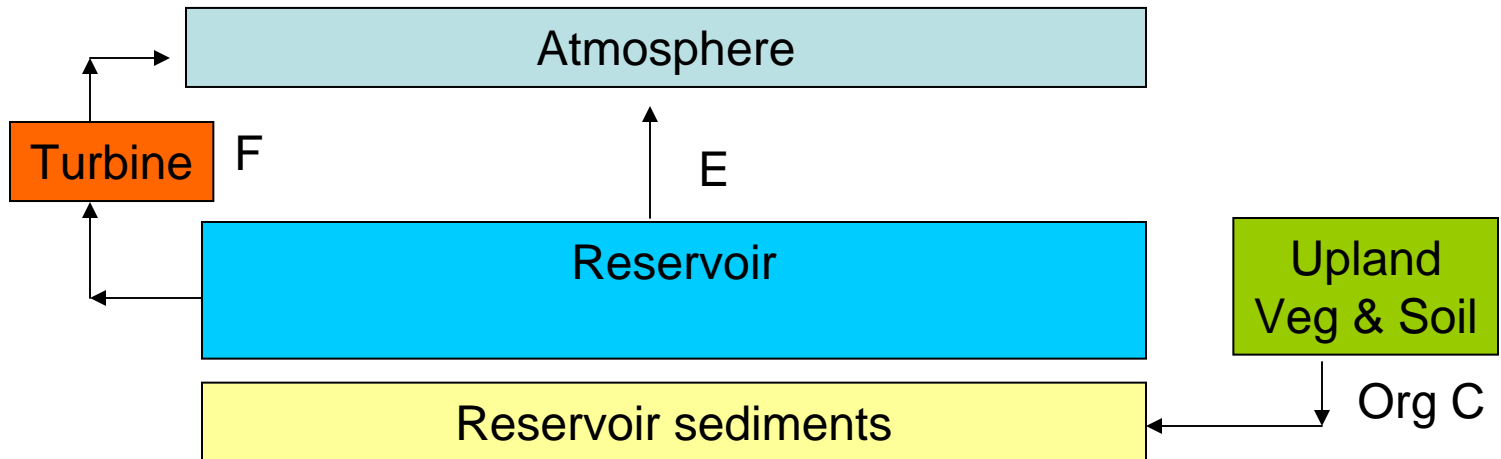 Atmosphere
Turbine
F
E
Reservoir
Upland
Veg & Soil
Org C
Reservoir sediments